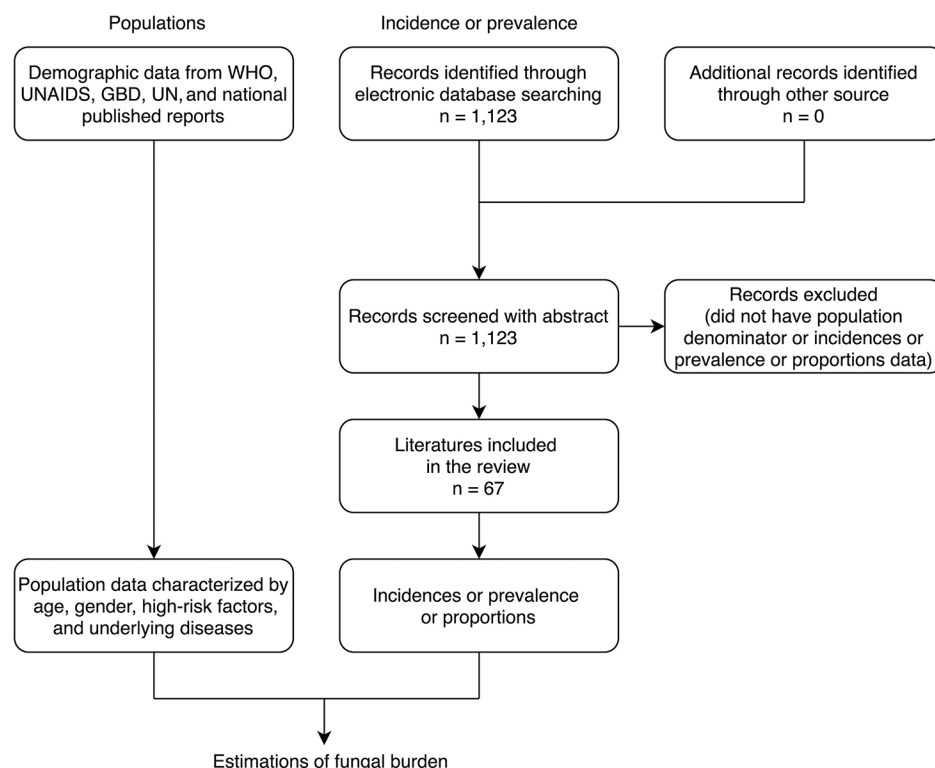 Populations
Incidence or prevalence
Demographic data from WHO,
UNAIDS, GBD, UN, and national
published reports
Records identified through
electronic database searching
n = 1,123
Additional records identified
through other source
n = 0
Records screened with abstract
n = 1,123
Records excluded
(did not have population
denominator or incidences or
prevalence or proportions data)
Literatures included
in the review
n = 67
Population data characterized by
age, gender, high-risk factors,
and underlying diseases
Incidences or prevalence
or proportions
Estimations of fungal burden